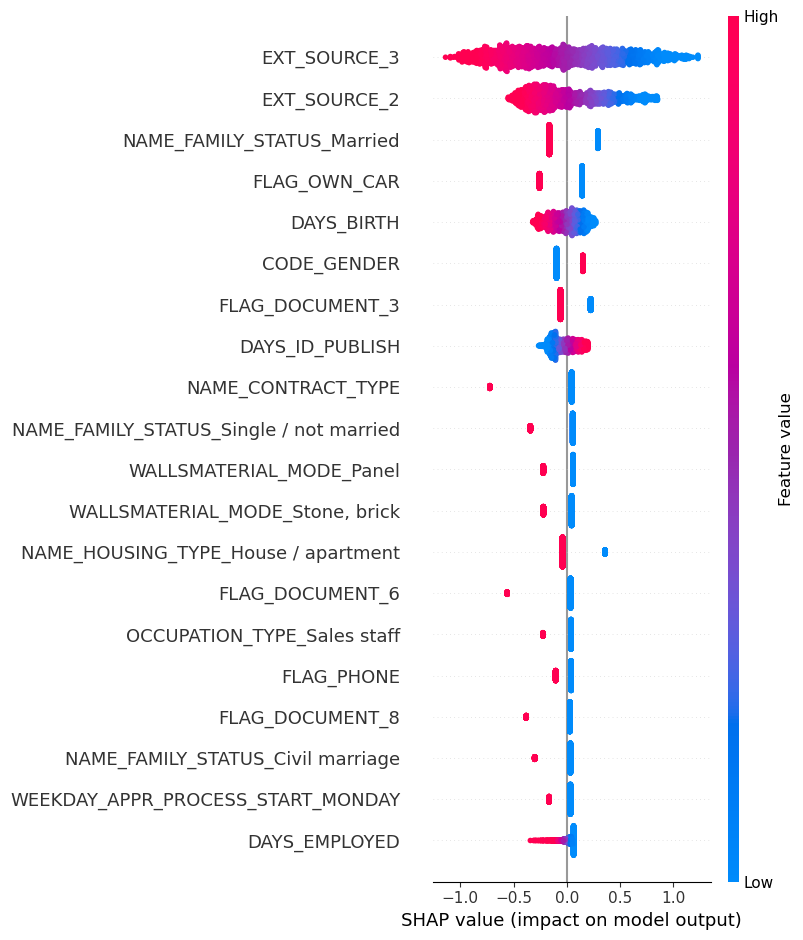 High
EXT_SOURCE_3
EXT_SOURCE_2
NAME_FAMILY_STATUS_Married
FLAG_OWN_CAR
DAYS_BIRTH
CODE_GENDER
FLAG_DOCUMENT_3
DAYS_ID_PUBLISH
NAME_CONTRACT_TYPE
NAME_FAMILY_STATUS_Single / not married
WALLSMATERIAL_MODE_Panel
WALLSMATERIAL_MODE_Stone, brick
NAME_HOUSING_TYPE_House / apartment
FLAG_DOCUMENT_6
OCCUPATION_TYPE_Sales staff
FLAG_PHONE
FLAG_DOCUMENT_8
NAME_FAMILY_STATUS_Civil marriage
WEEKDAY_APPR_PROCESS_START_MONDAY
DAYS_EMPLOYED
Feature value
Low
−1.0 −0.5 0.0 0.5 1.0
SHAP value (impact on model output)